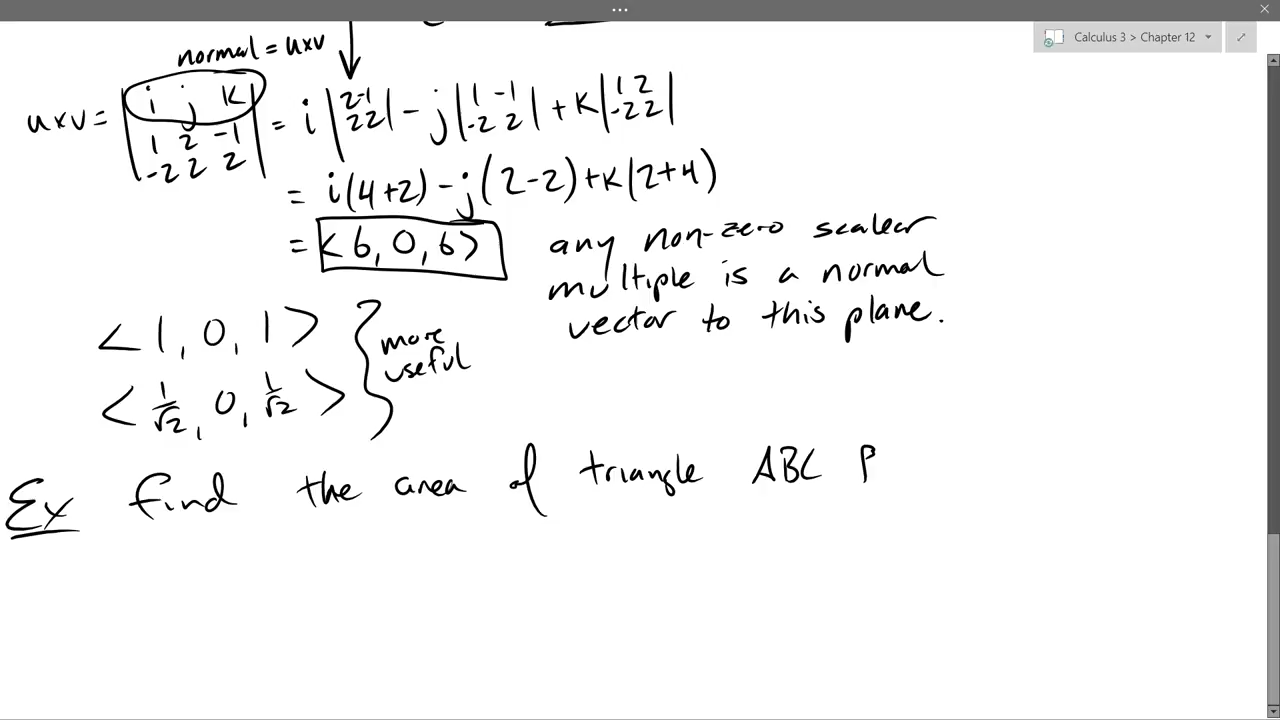 Calculus 3 > Chapter 12
normal = uxv
uxv = | i j K | = i | 2 -1 | - j | 1 -1 | + K | 1 2 |
1 2 -1 2 2 -2 2 -2 2
-2 2 2
= i(4+2) - j(2-2) + K(2+4)
= <6, 0, 6>
any non-zero scaler
multiple is a normal
vector to this plane.
<1, 0, 1>
more
useful
<1/√2, 0, 1/√2>
Ex find the area of triangle ABC P